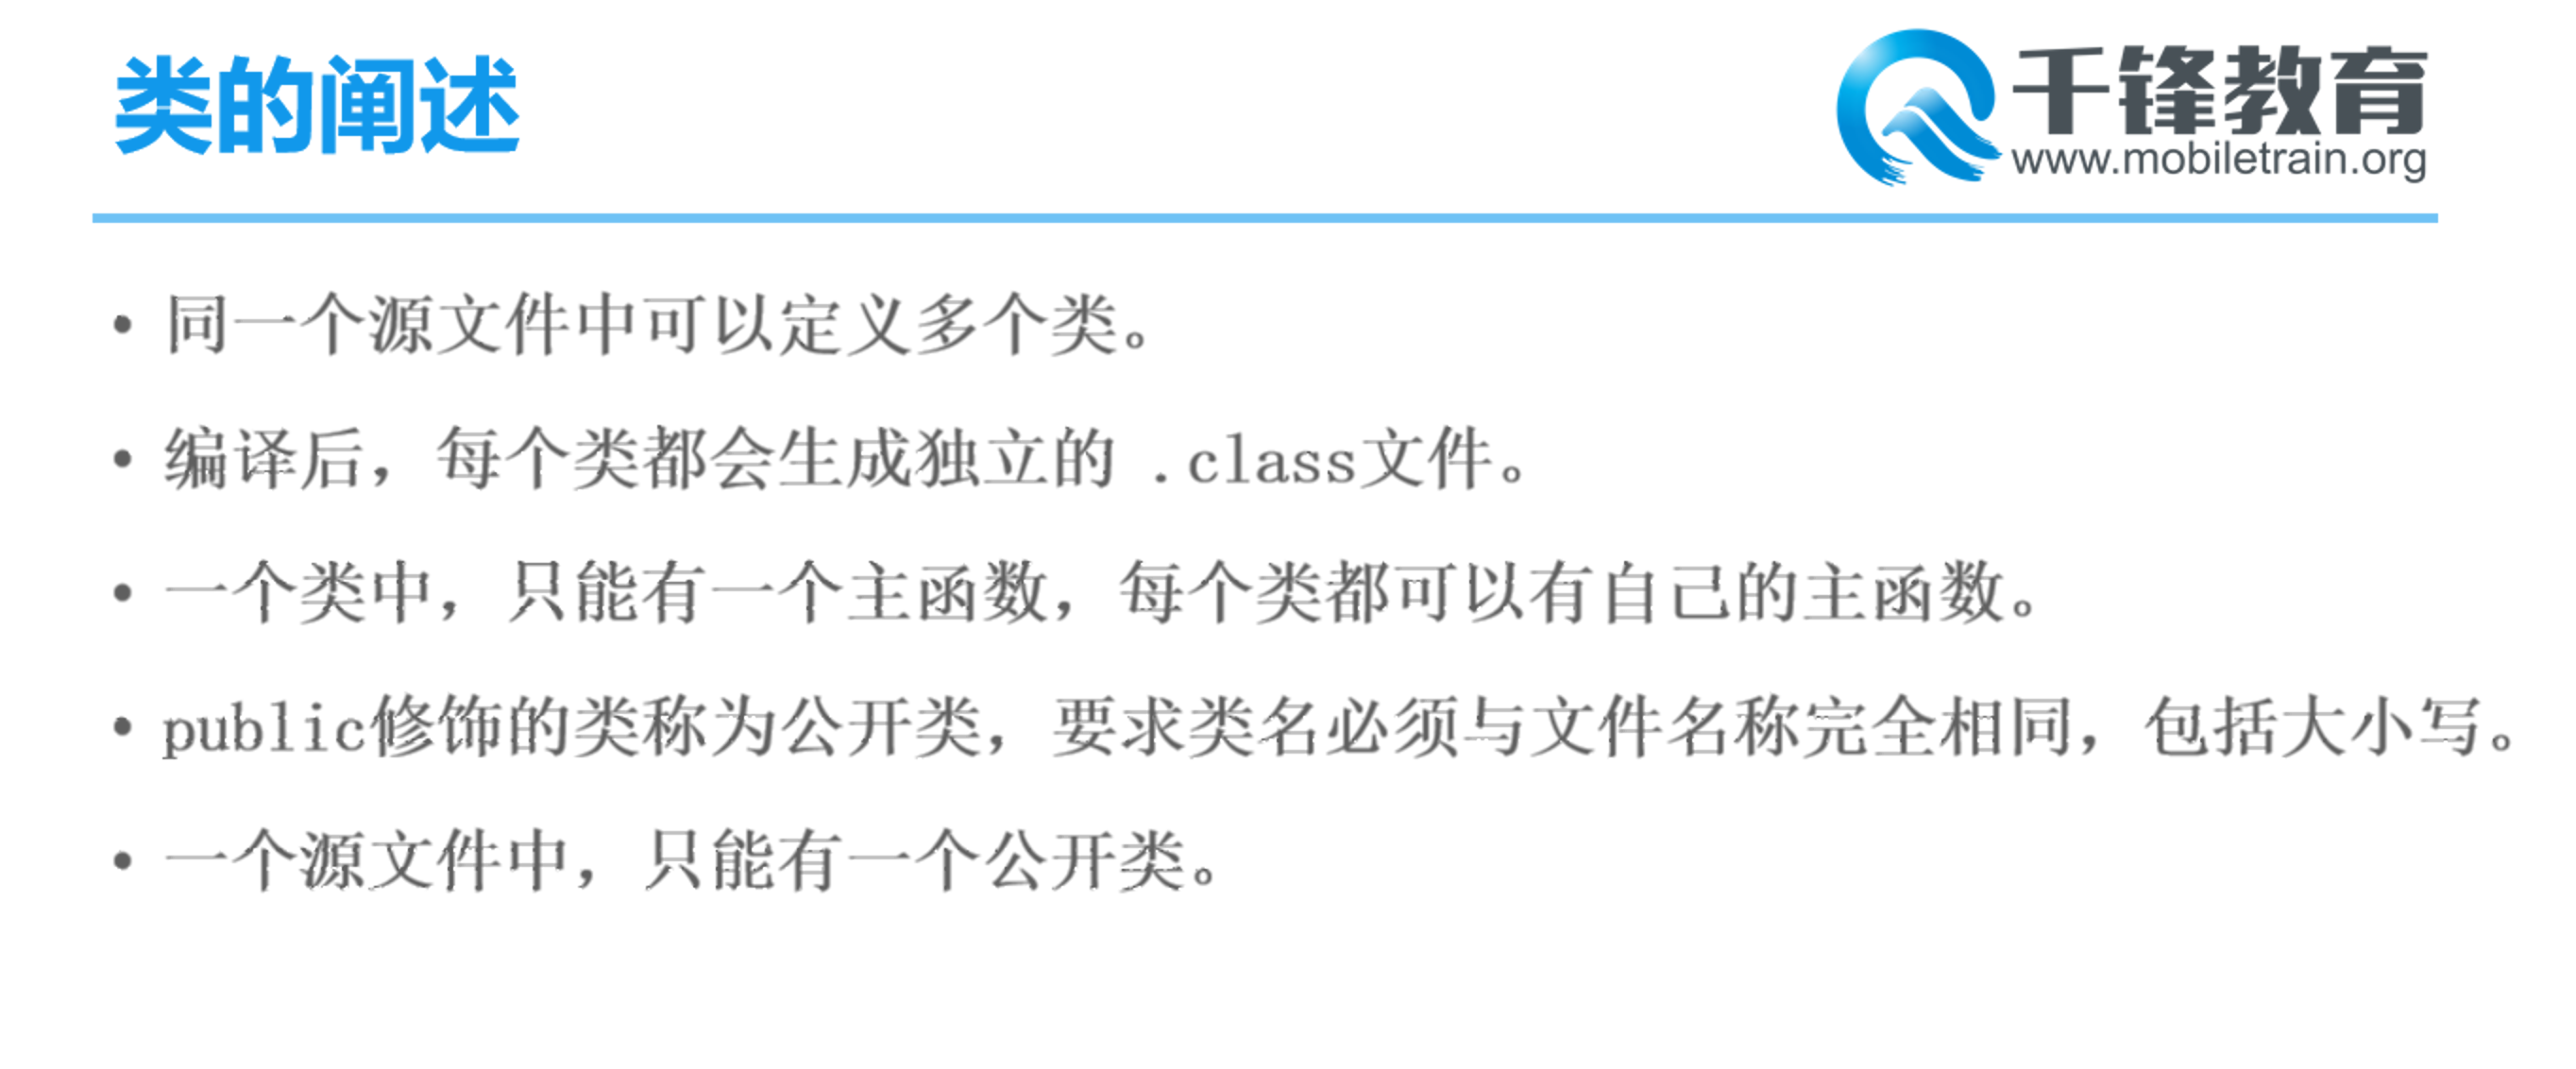 类的阐述
千锋教育
www.mobiletrain.org
• 同一个源文件中可以定义多个类。
• 编译后，每个类都会生成独立的 .class文件。
• 一个类中，只能有一个主函数，每个类都可以有自己的主函数。
• public修饰的类称为公开类，要求类名必须与文件名称完全相同，包括大小写。
• 一个源文件中，只能有一个公开类。